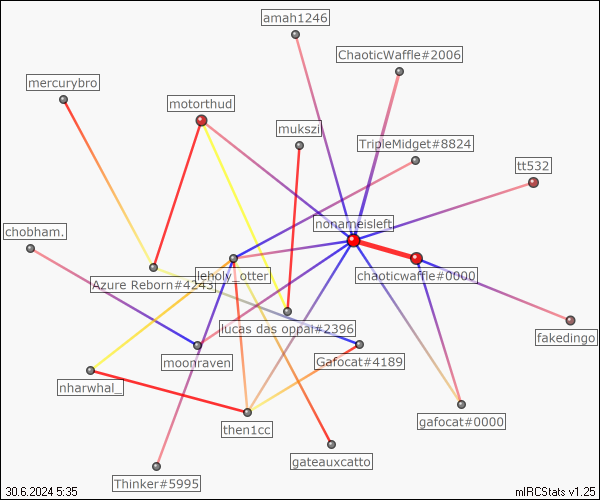 amah1246
ChaoticWaffle#2006
mercurybro
motorthud
mukszi
TripleMidget#8824
tt532
nonameisleft
chobham.
leholy_otter
chaoticwaffle#0000
Azure Reborn#4243
lucas das oppai#2396
fakedingo
moonraven
Gafocat#4189
nharwhal_
gafocat#0000
then1cc
gateauxcatto
Thinker#5995
30.6.2024 5:35
mIRCStats v1.25